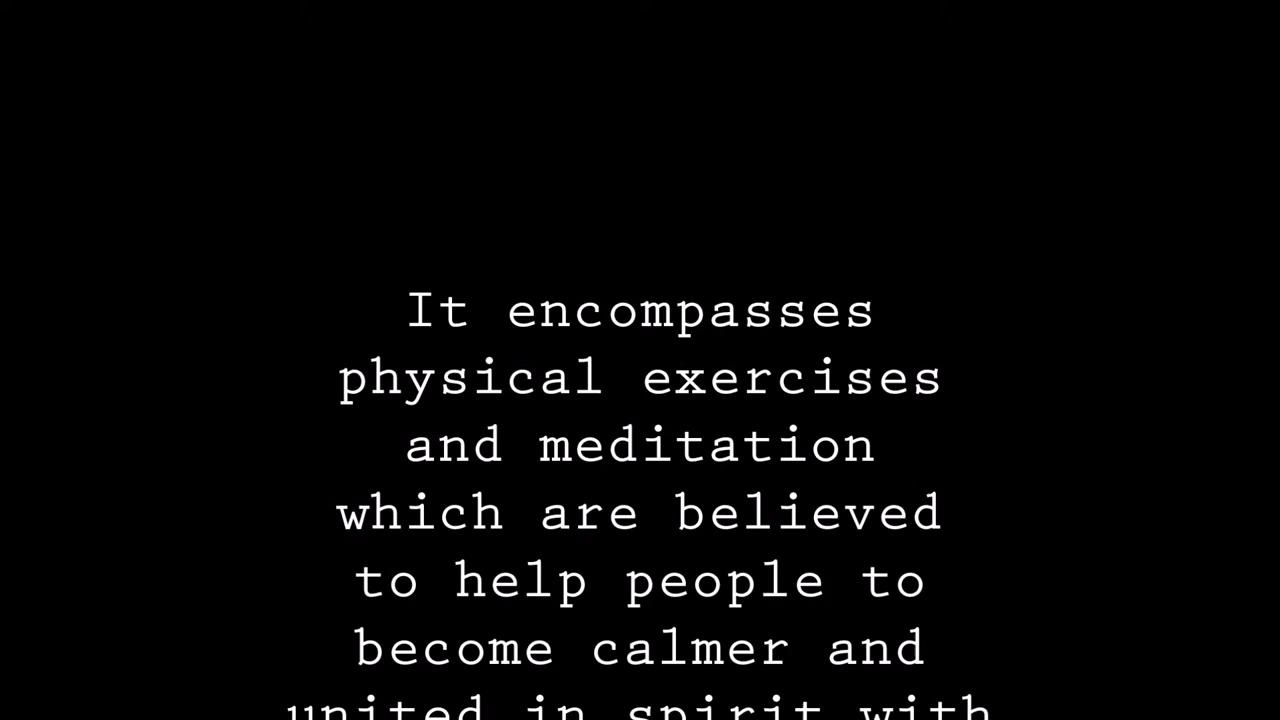 It encompasses
physical exercises
and meditation
which are believed
to help people to
become calmer and
united in spirit with